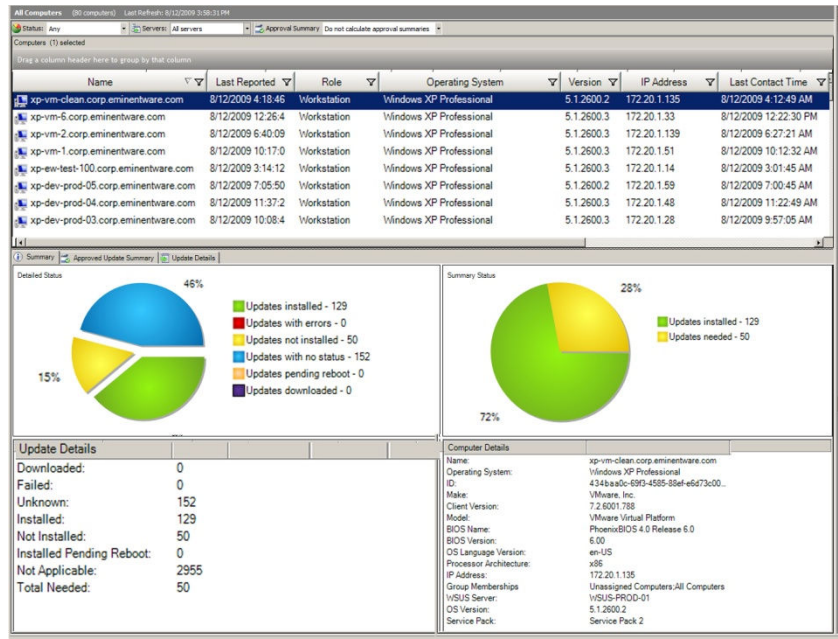 All Computers (80 computers) Last Refresh: 8/12/2009 3:58:31 PM
Status: Any Servers: All servers Approval Summary Do not calculate approval summaries
Computers (1) selected
Drag a column header here to group by that column
Name Last Reported Role Operating System Version IP Address Last Contact Time
xp-vm-clean.corp.eminentware.com 8/12/2009 4:18:46 Workstation Windows XP Professional 5.1.2600.2 172.20.1.135 8/12/2009 4:12:49 AM
xp-vm-6.corp.eminentware.com 8/12/2009 12:26:4 Workstation Windows XP Professional 5.1.2600.3 172.20.1.33 8/12/2009 12:22:30 PM
xp-vm-2.corp.eminentware.com 8/12/2009 6:40:09 Workstation Windows XP Professional 5.1.2600.3 172.20.1.139 8/12/2009 6:27:21 AM
xp-vm-1.corp.eminentware.com 8/12/2009 10:17:0 Workstation Windows XP Professional 5.1.2600.3 172.20.1.51 8/12/2009 10:12:32 AM
xp-ew-test-100.corp.eminentware.com 8/12/2009 3:14:12 Workstation Windows XP Professional 5.1.2600.3 172.20.1.14 8/12/2009 3:01:45 AM
xp-dev-prod-05.corp.eminentware.com 8/12/2009 7:05:50 Workstation Windows XP Professional 5.1.2600.2 172.20.1.59 8/12/2009 7:00:45 AM
xp-dev-prod-04.corp.eminentware.com 8/12/2009 11:37:2 Workstation Windows XP Professional 5.1.2600.3 172.20.1.48 8/12/2009 11:22:49 AM
xp-dev-prod-03.corp.eminentware.com 8/12/2009 10:08:4 Workstation Windows XP Professional 5.1.2600.3 172.20.1.28 8/12/2009 9:57:05 AM
Summary Approved Update Summary Update Details
Detailed Status
46%
15%
Updates installed - 129
Updates with errors - 0
Updates not installed - 50
Updates with no status - 152
Updates pending reboot - 0
Updates downloaded - 0
Summary Status
28%
72%
Updates installed - 129
Updates needed - 50
Update Details
Downloaded: 0
Failed: 0
Unknown: 152
Installed: 129
Not Installed: 50
Installed Pending Reboot: 0
Not Applicable: 2955
Total Needed: 50
Computer Details
Name: xp-vm-clean.corp.eminentware.com
Operating System: Windows XP Professional
ID: 434baa0c-69f3-4585-88ef-e6d73c00...
Make: VMware, Inc.
Client Version: 7.2.6001.788
Model: VMware Virtual Platform
BIOS Name: PhoenixBIOS 4.0 Release 6.0
BIOS Version: 6.00
OS Language Version: en-US
Processor Architecture: x86
IP Address: 172.20.1.135
Group Memberships Unassigned Computers;All Computers
WSUS Server: WSUS-PROD-01
OS Version: 5.1.2600.2
Service Pack: Service Pack 2